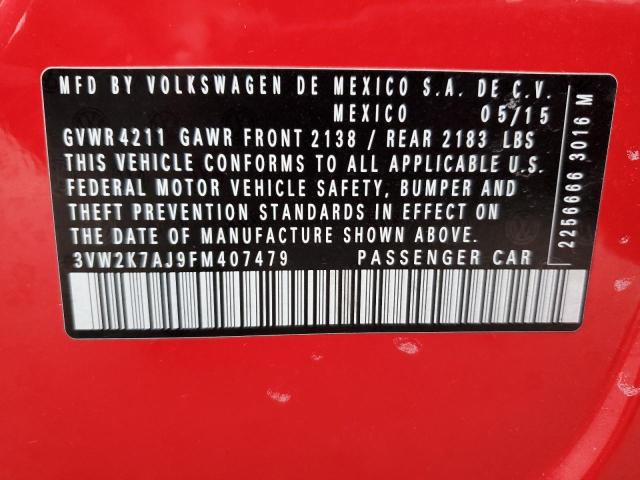 MFD BY VOLKSWAGEN DE MEXICO S.A. DE C.V.
MEXICO 05/15
GVWR 4211 GAWR FRONT 2138 / REAR 2183 LBS
THIS VEHICLE CONFORMS TO ALL APPLICABLE U.S.
FEDERAL MOTOR VEHICLE SAFETY, BUMPER AND
THEFT PREVENTION STANDARDS IN EFFECT ON
THE DATE OF MANUFACTURE SHOWN ABOVE.
3VW2K7AJ9FM407479 PASSENGER CAR
2256666 3016 M